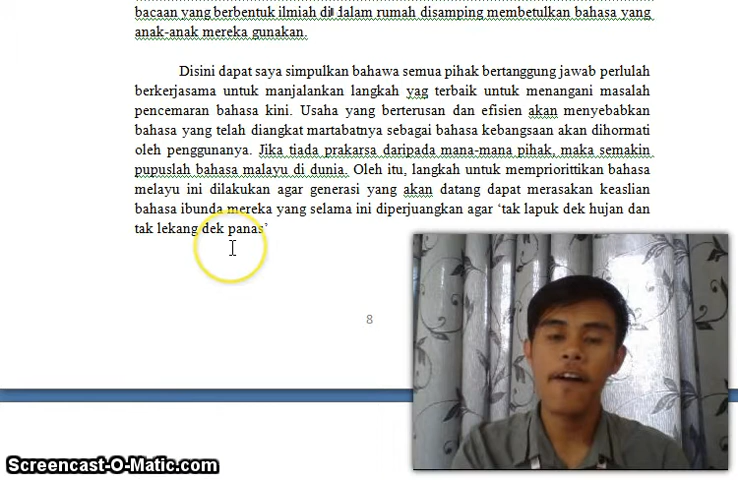 bacaan yang berbentuk ilmiah di dalam rumah disamping membetulkan bahasa yang
anak-anak mereka gunakan.
Disini dapat saya simpulkan bahawa semua pihak bertanggung jawab perlulah
berkerjasama untuk manjalankan langkah yag terbaik untuk menangani masalah
pencemaran bahasa kini. Usaha yang berterusan dan efisien akan menyebabkan
bahasa yang telah diangkat martabatnya sebagai bahasa kebangsaan akan dihormati
oleh penggunanya. Jika tiada prakarsa daripada mana-mana pihak, maka semakin
pupuslah bahasa malayu di dunia. Oleh itu, langkah untuk mempriorittikan bahasa
melayu ini dilakukan agar generasi yang akan datang dapat merasakan keaslian
bahasa ibunda mereka yang selama ini diperjuangkan agar ‘tak lapuk dek hujan dan
tak lekang dek panas’
8
Screencast-O-Matic.com